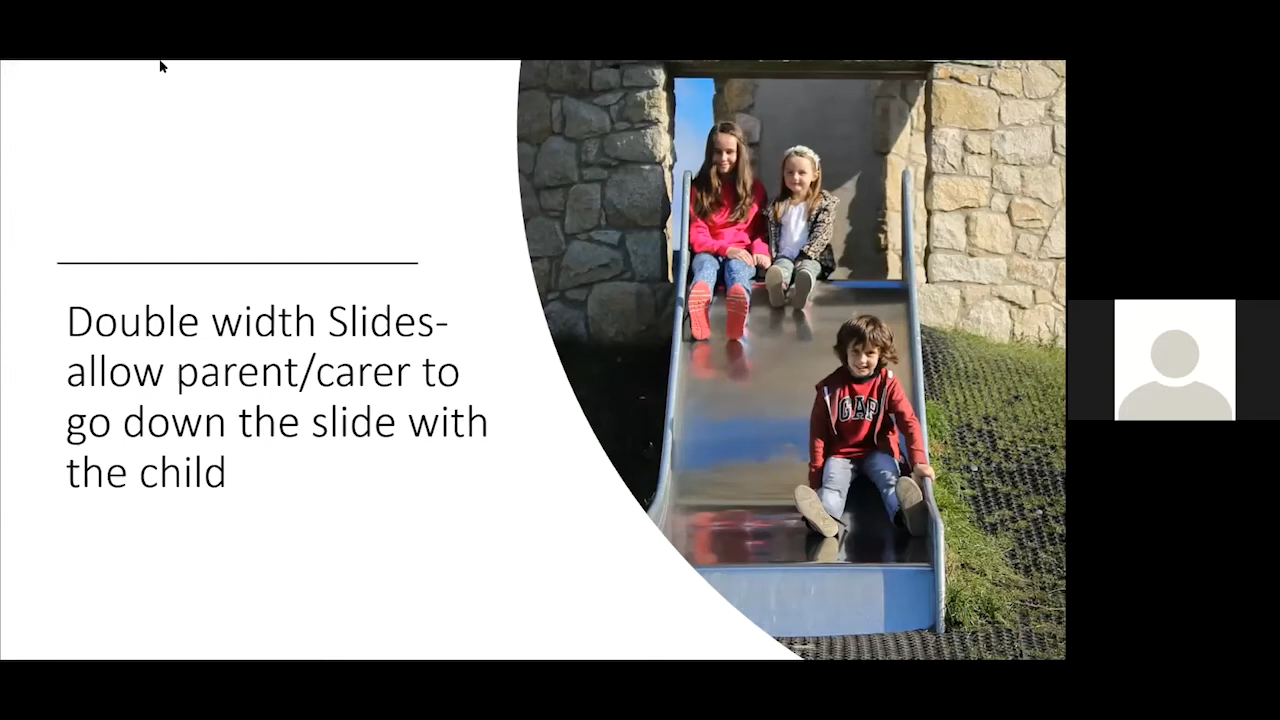 Double width Slides-
allow parent/carer to
go down the slide with
the child
GAP